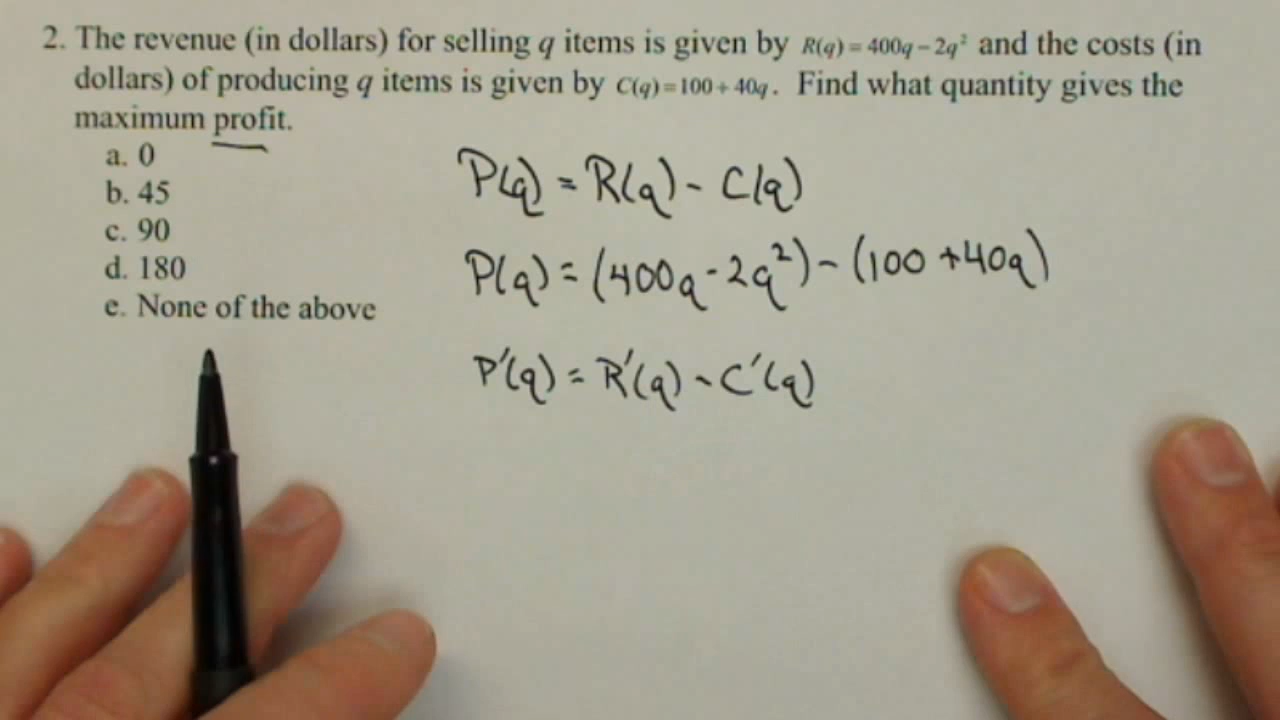 2. The revenue (in dollars) for selling q items is given by R(q) = 400q − 2q² and the costs (in
dollars) of producing q items is given by C(q) = 100 + 40q. Find what quantity gives the
maximum profit.
a. 0
b. 45
c. 90
d. 180
e. None of the above
P(q) = R(q) - C(q)
P(q) = (400q - 2q²) - (100 + 40q)
P'(q) = R'(q) - C'(q)